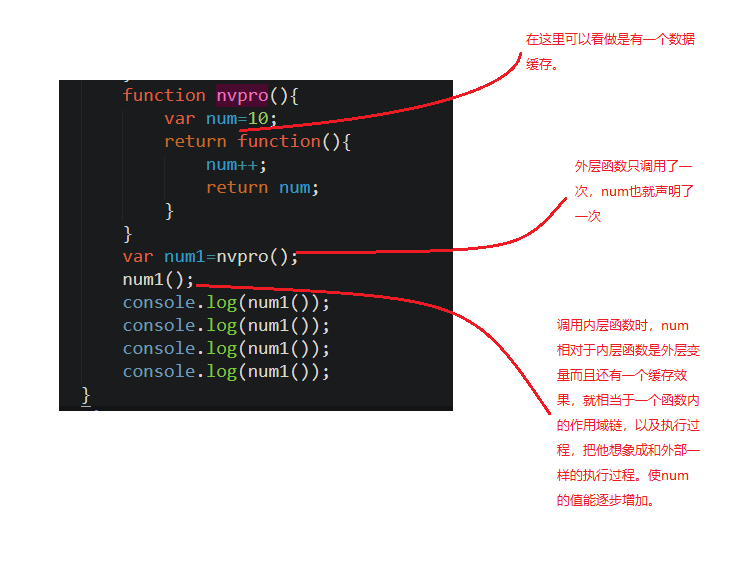 在这里可以看做是有一个数据
缓存。
}
function nvpro(){
var num=10;
return function(){
num++;
return num;
}
}
var num1=nvpro();
num1();
console.log(num1());
console.log(num1());
console.log(num1());
console.log(num1());
}
外层函数只调用了一
次，num也就声明了
一次
调用内层函数时，num
相对于内层函数是外层变
量而且还有一个缓存效
果，就相当于一个函数内
的作用域链，以及执行过
程，把他想象成和外部一
样的执行过程。使num
的值能逐步增加。